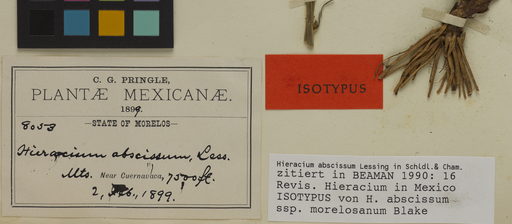 C. G. PRINGLE,
PLANTÆ MEXICANÆ.
1899.
8053
—STATE OF MORELOS—
Hieracium abscissum, Less.
Mts. Near Cuernavaca, 7500 ft.
2, Feb., 1899.
ISOTYPUS
Hieracium abscissum Lessing in Schldl.& Cham.
zitiert in BEAMAN 1990: 16
Revis. Hieracium in Mexico
ISOTYPUS von H. abscissum
ssp. morelosanum Blake